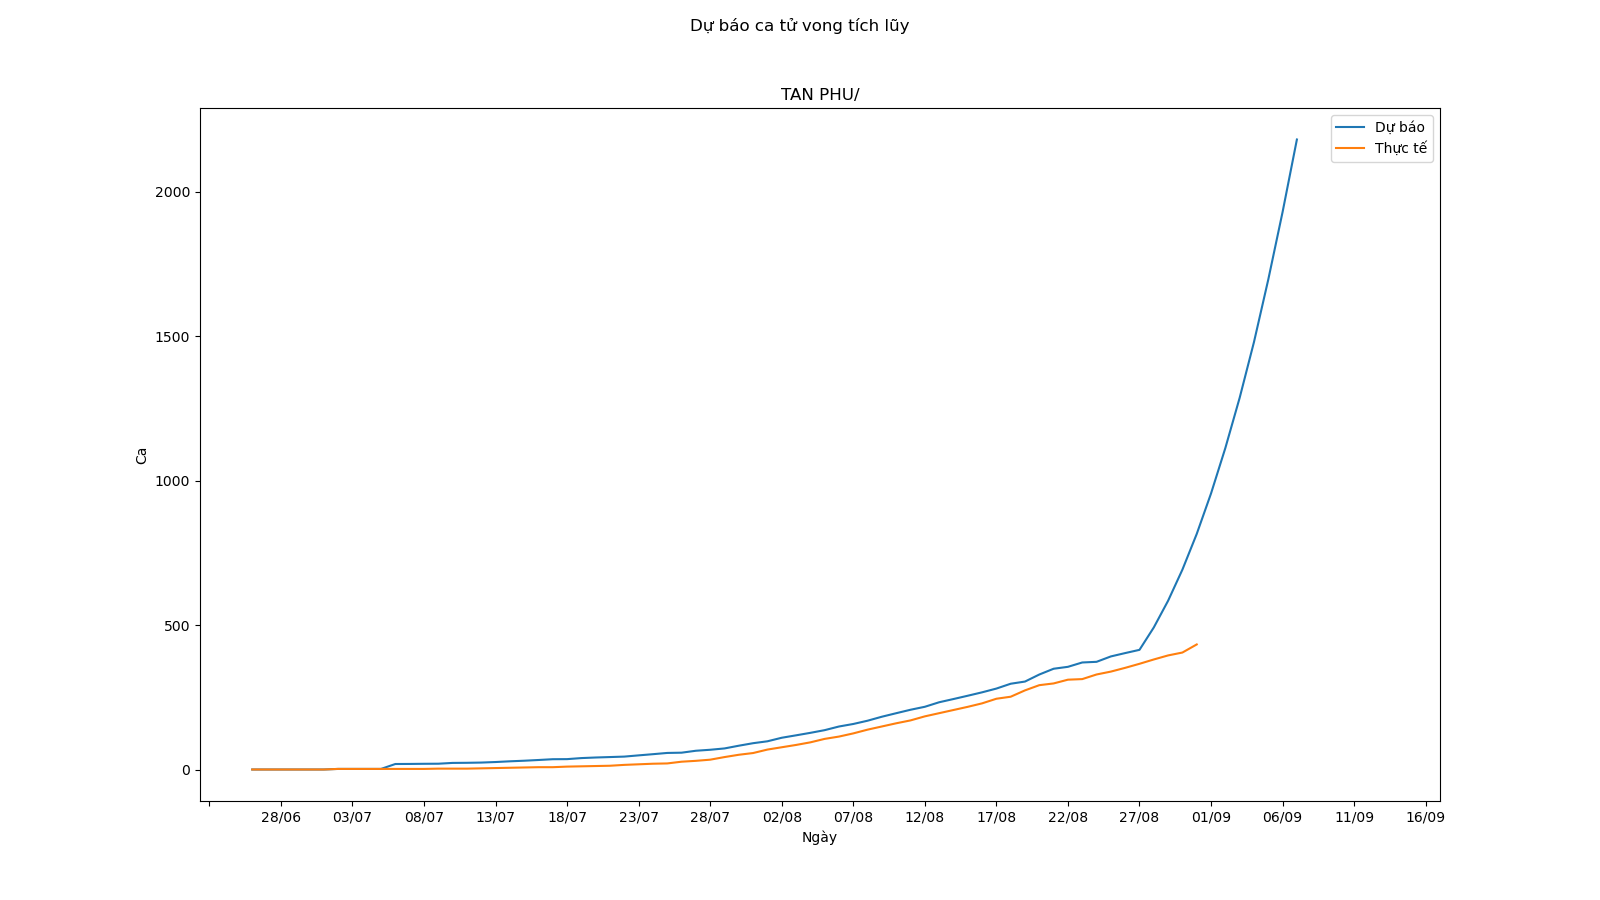 Dự báo ca tử vong tích lũy
TAN PHU/
Dự báo
Thực tế
2000
1500
1000
500
0
Ca
28/06 03/07 08/07 13/07 18/07 23/07 28/07 02/08 07/08 12/08 17/08 22/08 27/08 01/09 06/09 11/09 16/09
Ngày